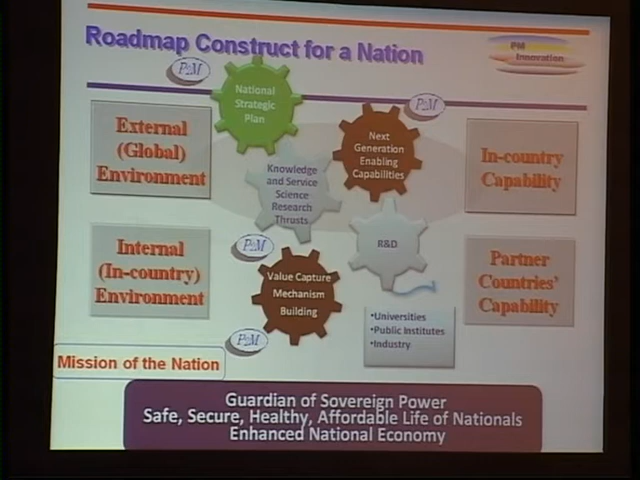 Roadmap Construct for a Nation
PM
Innovation
P2M
National
Strategic
Plan
P2M
External
(Global)
Environment
Next
Generation
Enabling
Capabilities
In-country
Capability
Knowledge
and Service
Science
Research
Thrusts
Internal
(In-country)
Environment
P2M
R&D
Partner
Countries'
Capability
Value Capture
Mechanism
Building
•Universities
•Public Institutes
•Industry
P2M
Mission of the Nation
Guardian of Sovereign Power
Safe, Secure, Healthy, Affordable Life of Nationals
Enhanced National Economy